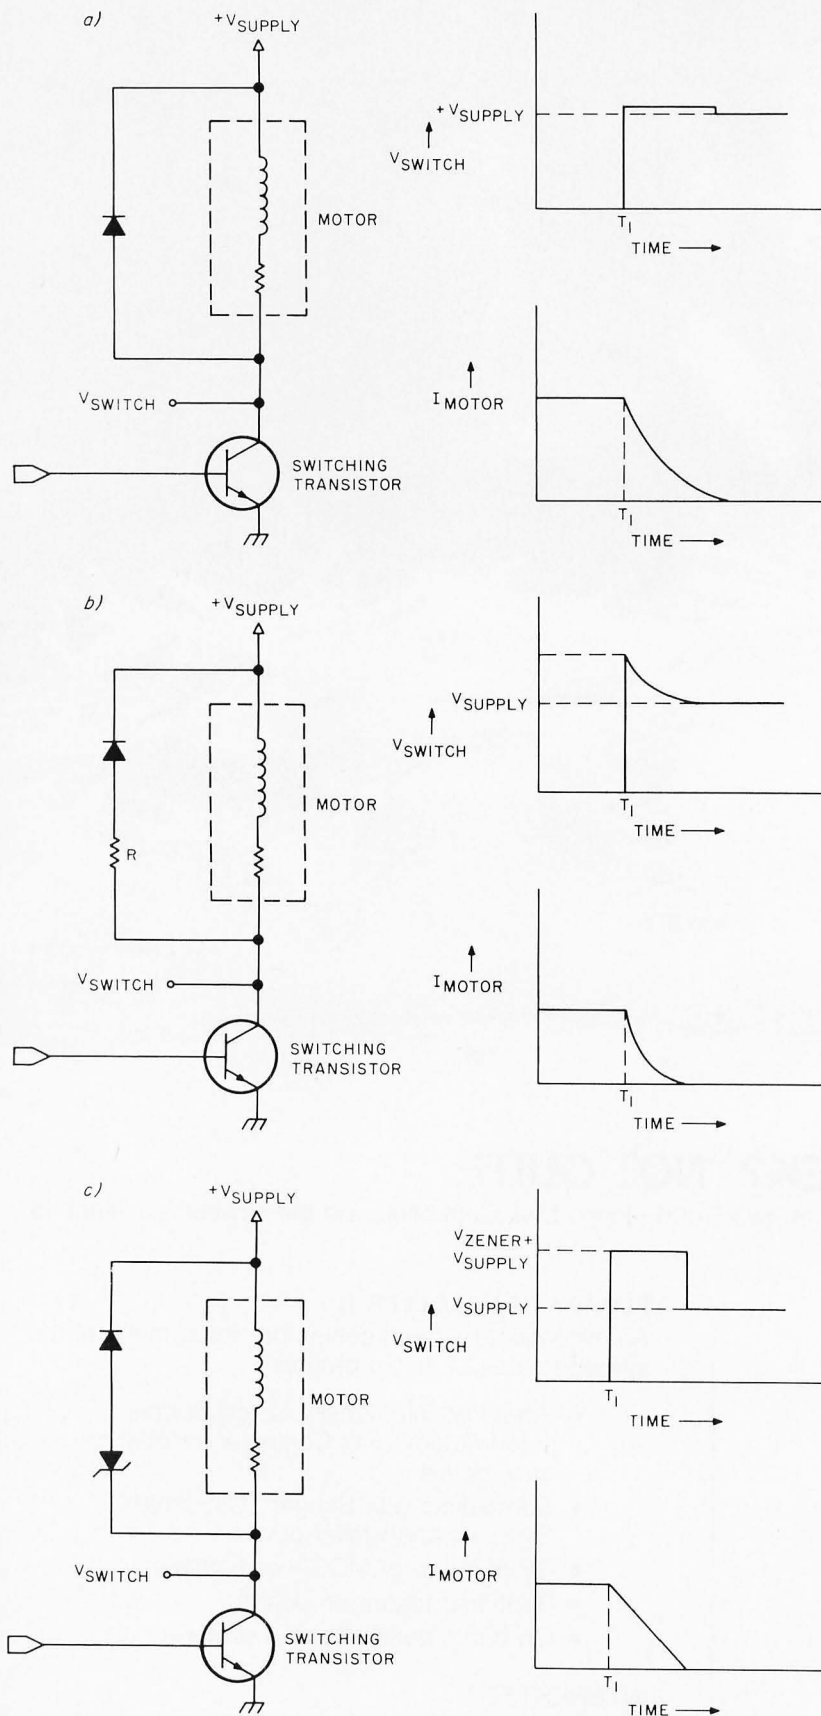 a)
+VSUPPLY
MOTOR
VSWITCH
SWITCHING
TRANSISTOR
+VSUPPLY
VSWITCH
T1
TIME
IMOTOR
T1
TIME
b)
+VSUPPLY
MOTOR
R
VSWITCH
SWITCHING
TRANSISTOR
VSUPPLY
VSWITCH
T1
TIME
IMOTOR
T1
TIME
c)
+VSUPPLY
MOTOR
VSWITCH
SWITCHING
TRANSISTOR
VZENER+
VSUPPLY
VSUPPLY
VSWITCH
T1
TIME
IMOTOR
T1
TIME